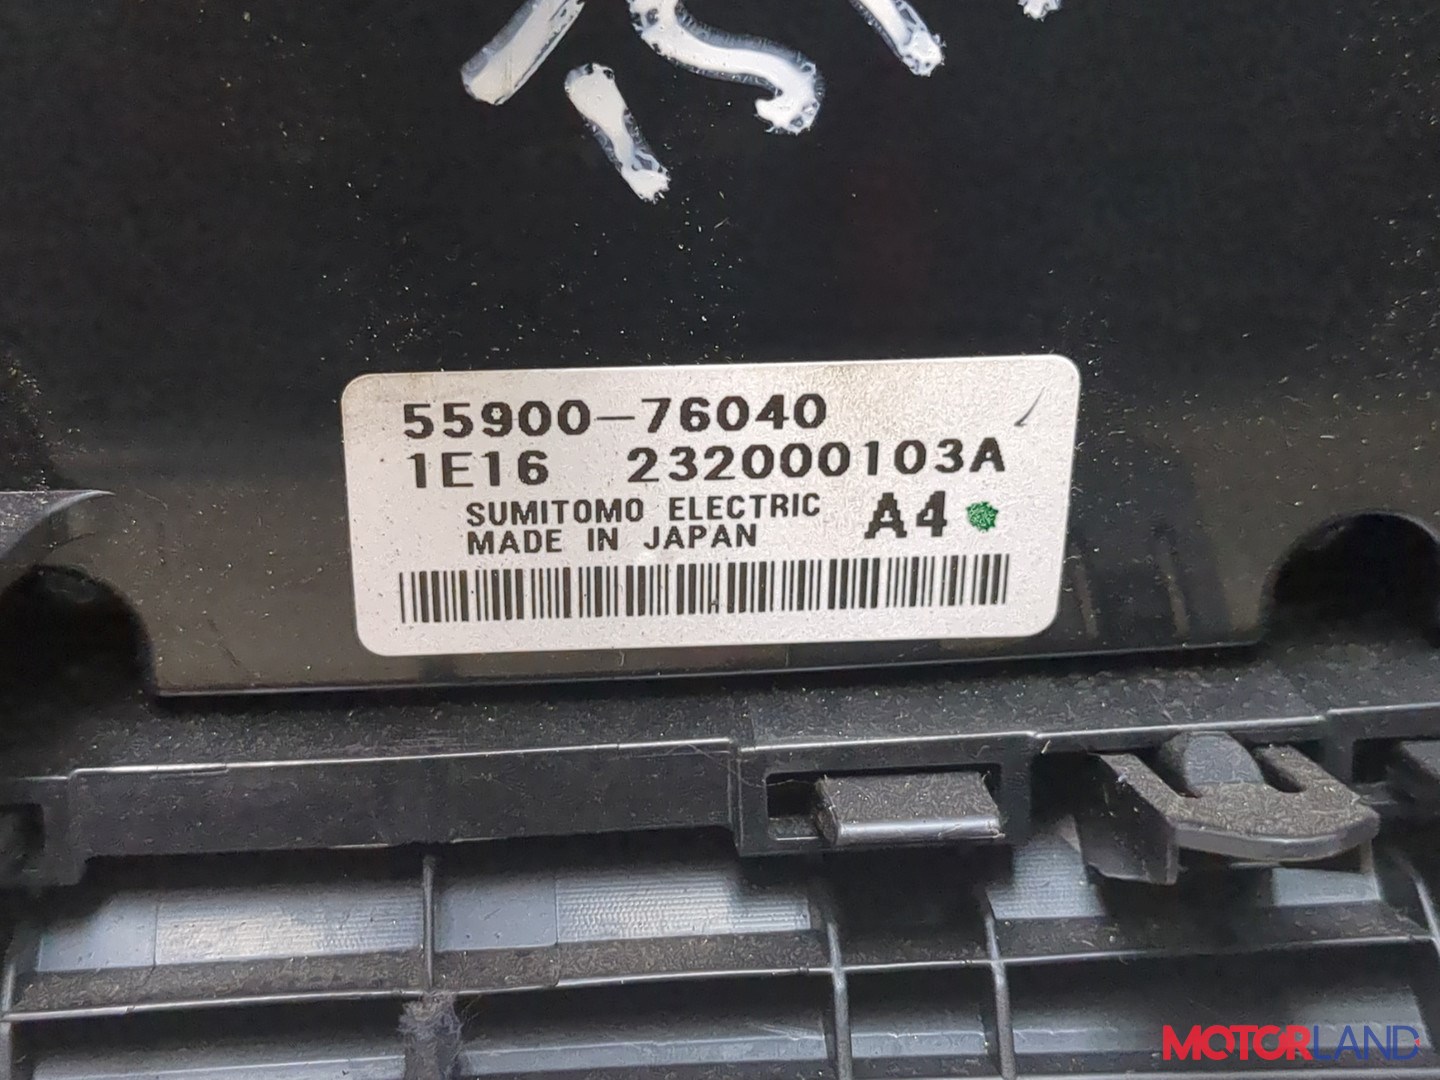 55900-76040
1E16 232000103A
SUMITOMO ELECTRIC A4
MADE IN JAPAN
MOTORLAND